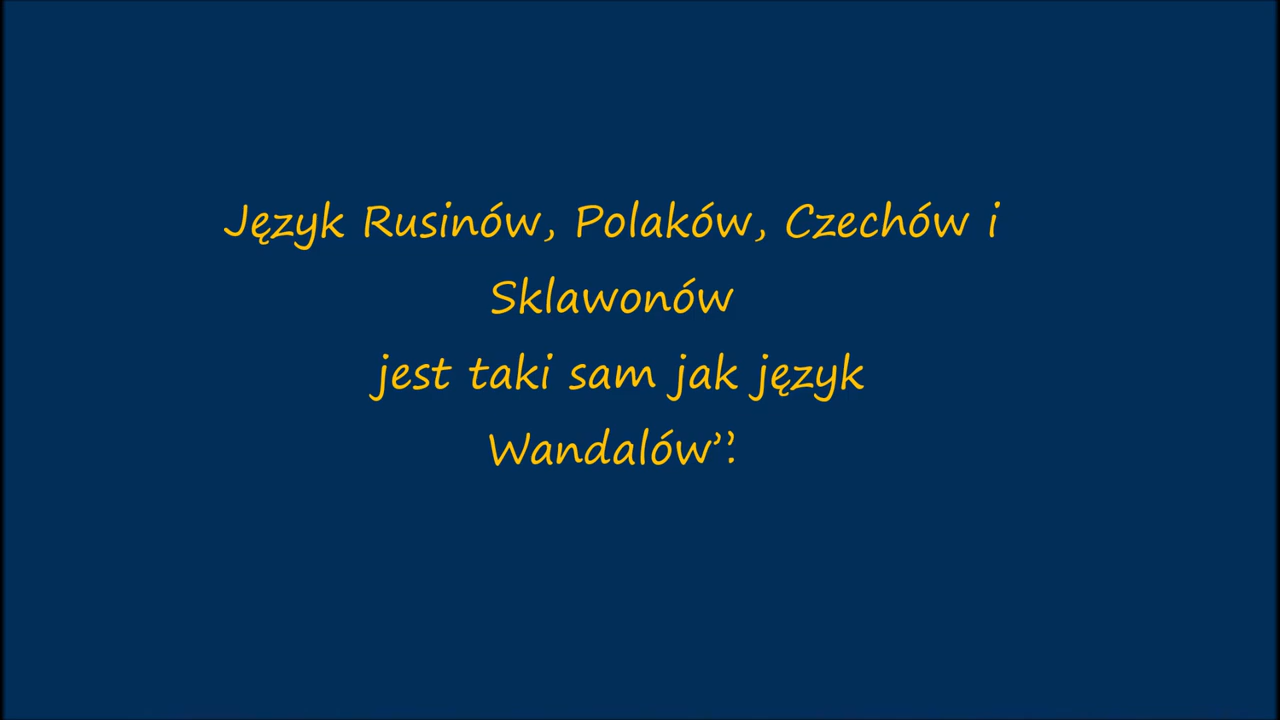 Język Rusinów, Polaków, Czechów i
Sklawonów
jest taki sam jak język
Wandalów”.